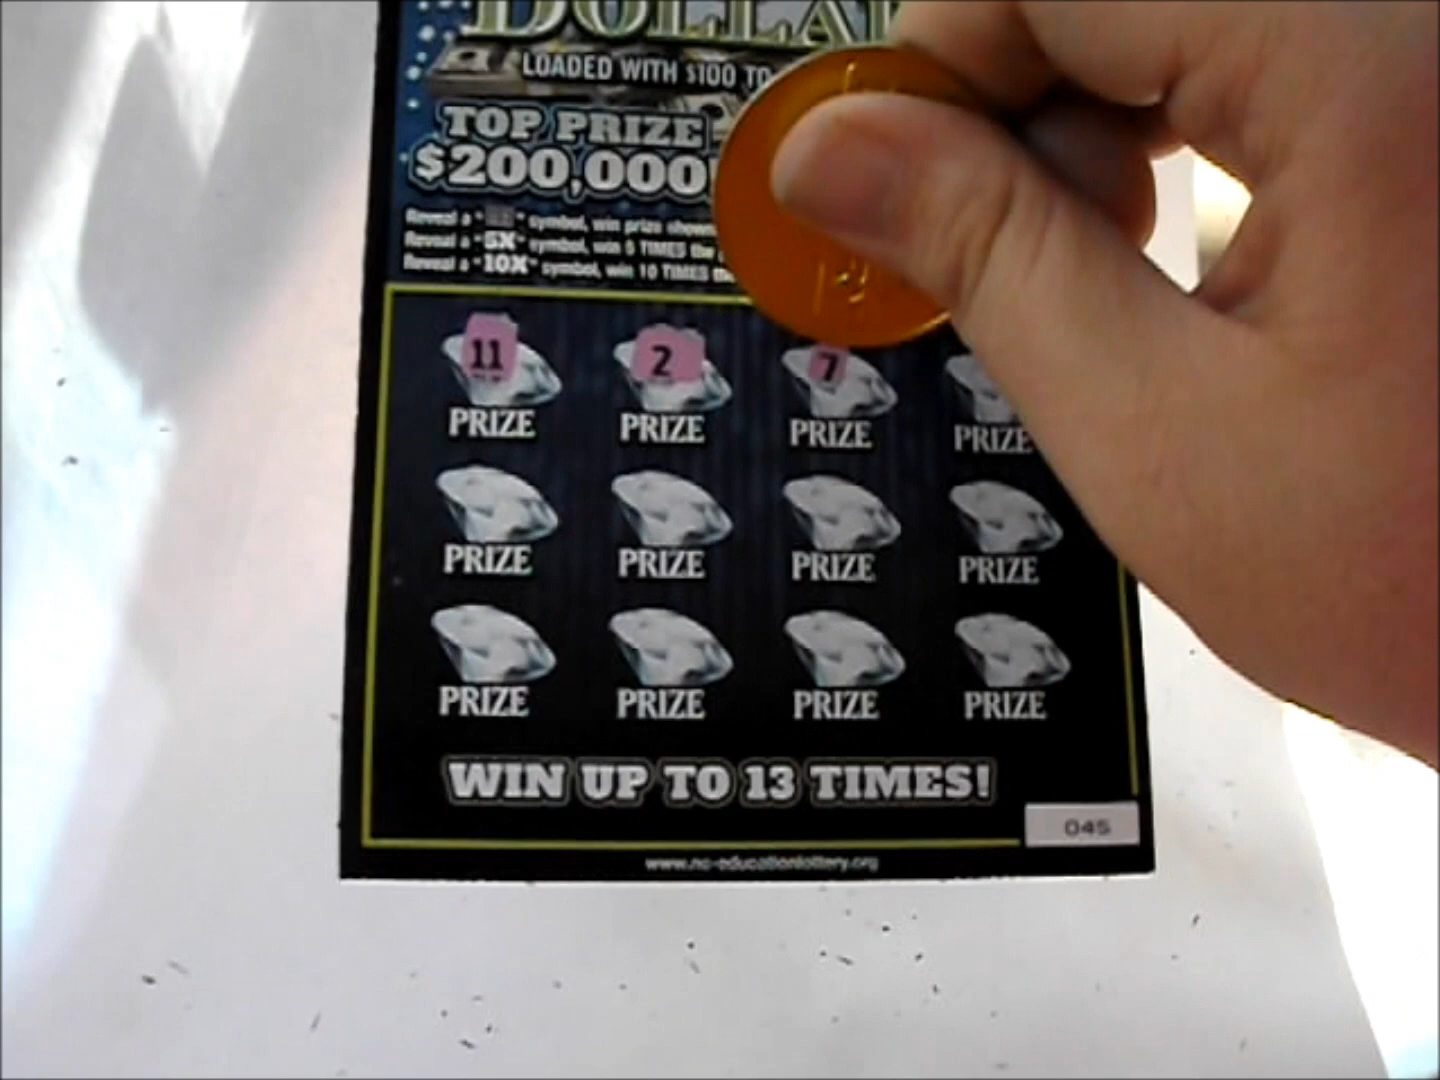 DOLLA
LOADED WITH $100 TO
TOP PRIZE
$200,000
Reveal a " " symbol, win prize shown
Reveal a "5X" symbol, win 5 TIMES the
Reveal a "10X" symbol, win 10 TIMES
11 2 7
PRIZE PRIZE PRIZE PRIZE
PRIZE PRIZE PRIZE PRIZE
PRIZE PRIZE PRIZE PRIZE
WIN UP TO 13 TIMES!
045
www.nc-educationlottery.org